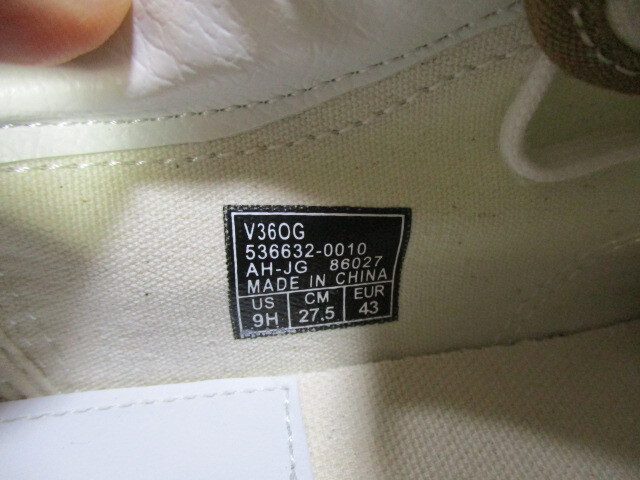 V36OG
536632-0010
AH-JG 86027
MADE IN CHINA
US CM EUR
9H 27.5 43